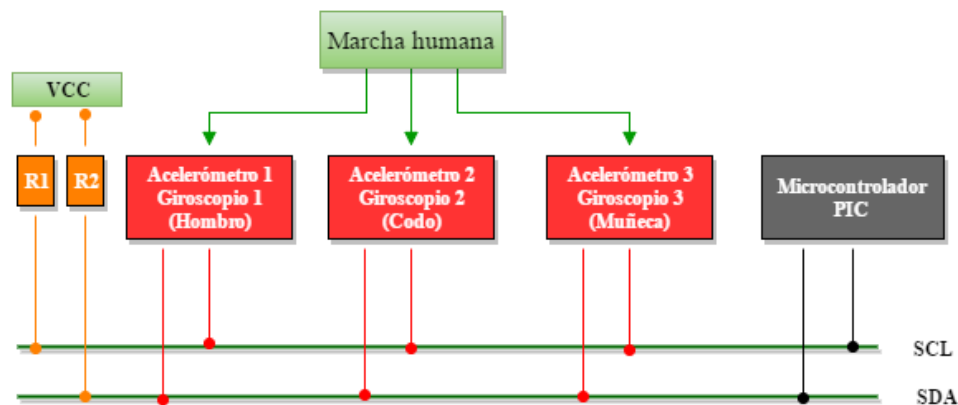 Marcha humana
VCC
R1
R2
Acelerómetro 1
Giroscopio 1
(Hombro)
Acelerómetro 2
Giroscopio 2
(Codo)
Acelerómetro 3
Giroscopio 3
(Muñeca)
Microcontrolador
PIC
SCL
SDA